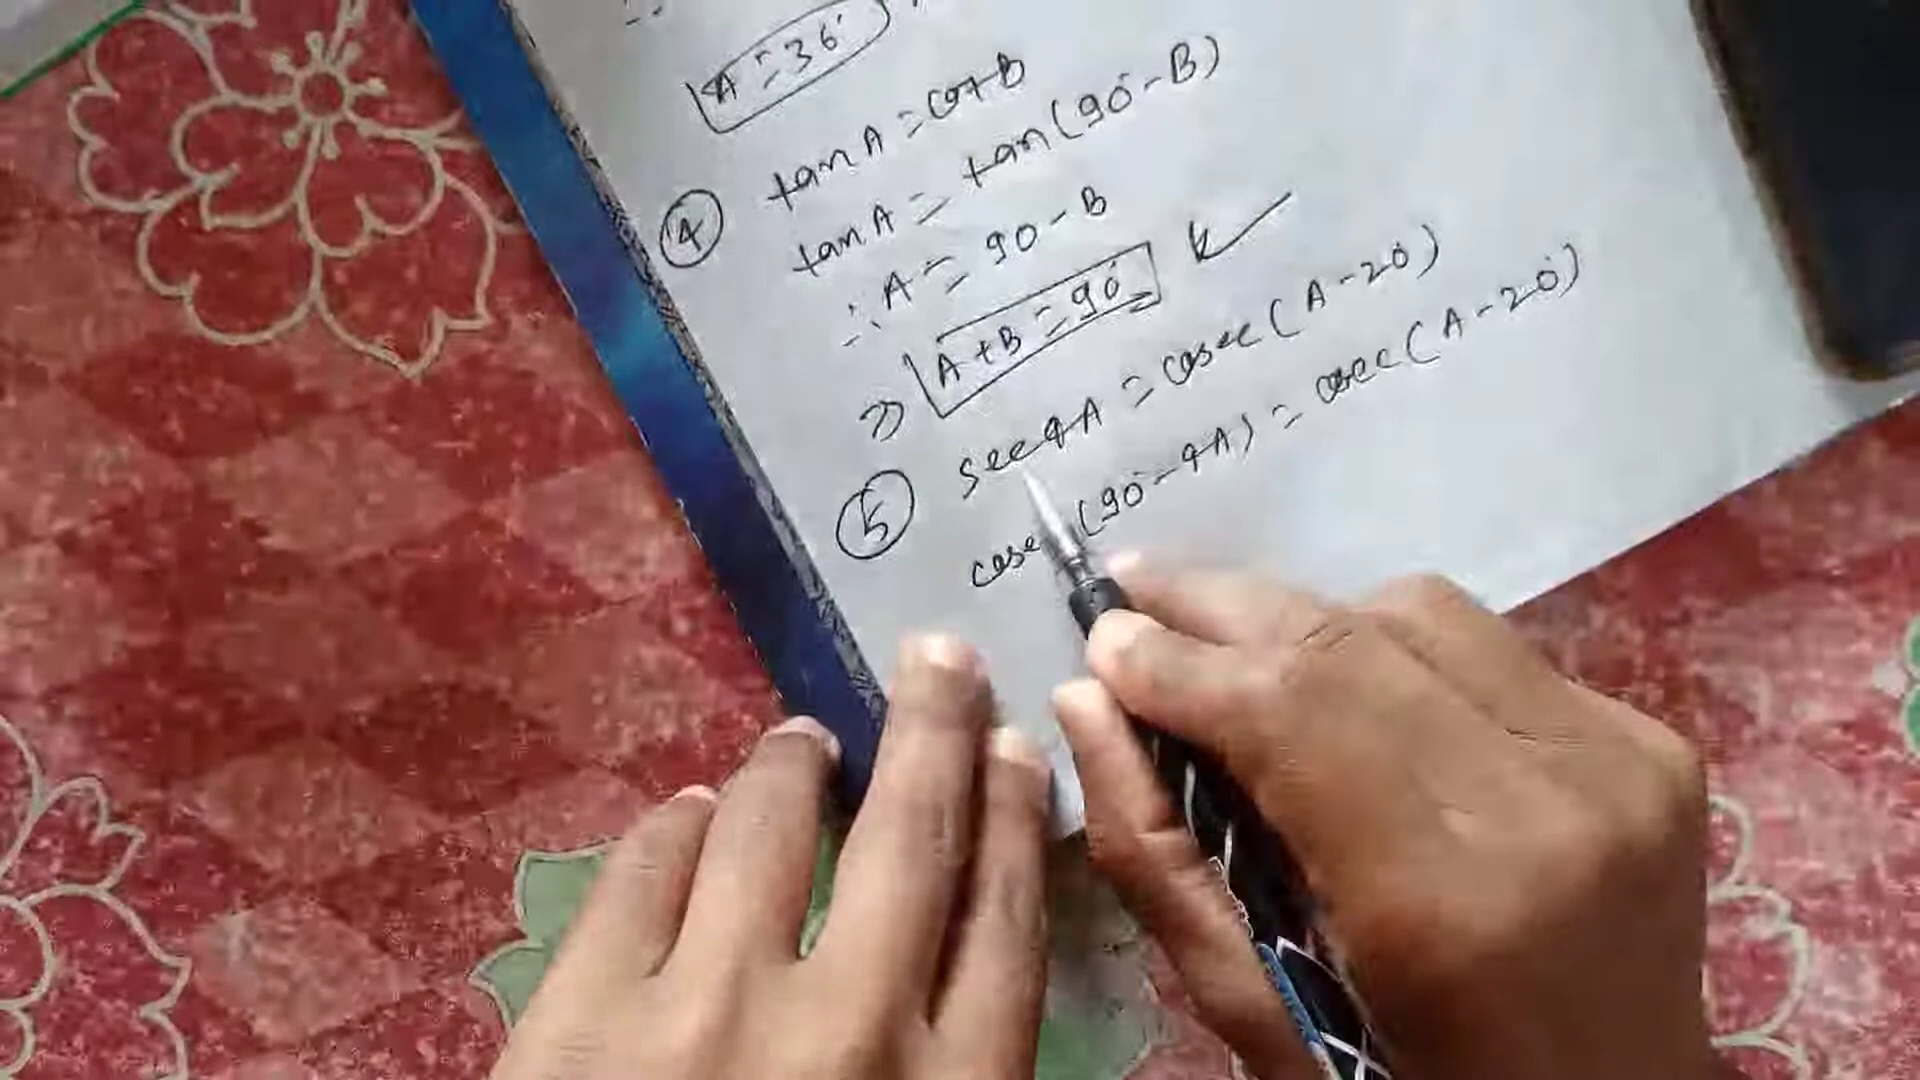 A = 36°
④ tan A = cot B
tan A = tan (90° - B)
∴ A = 90 - B
⇒ A + B = 90°
⑤ sec 4A = cosec (A - 20°)
cosec (90° - 4A) = cosec (A - 20°)